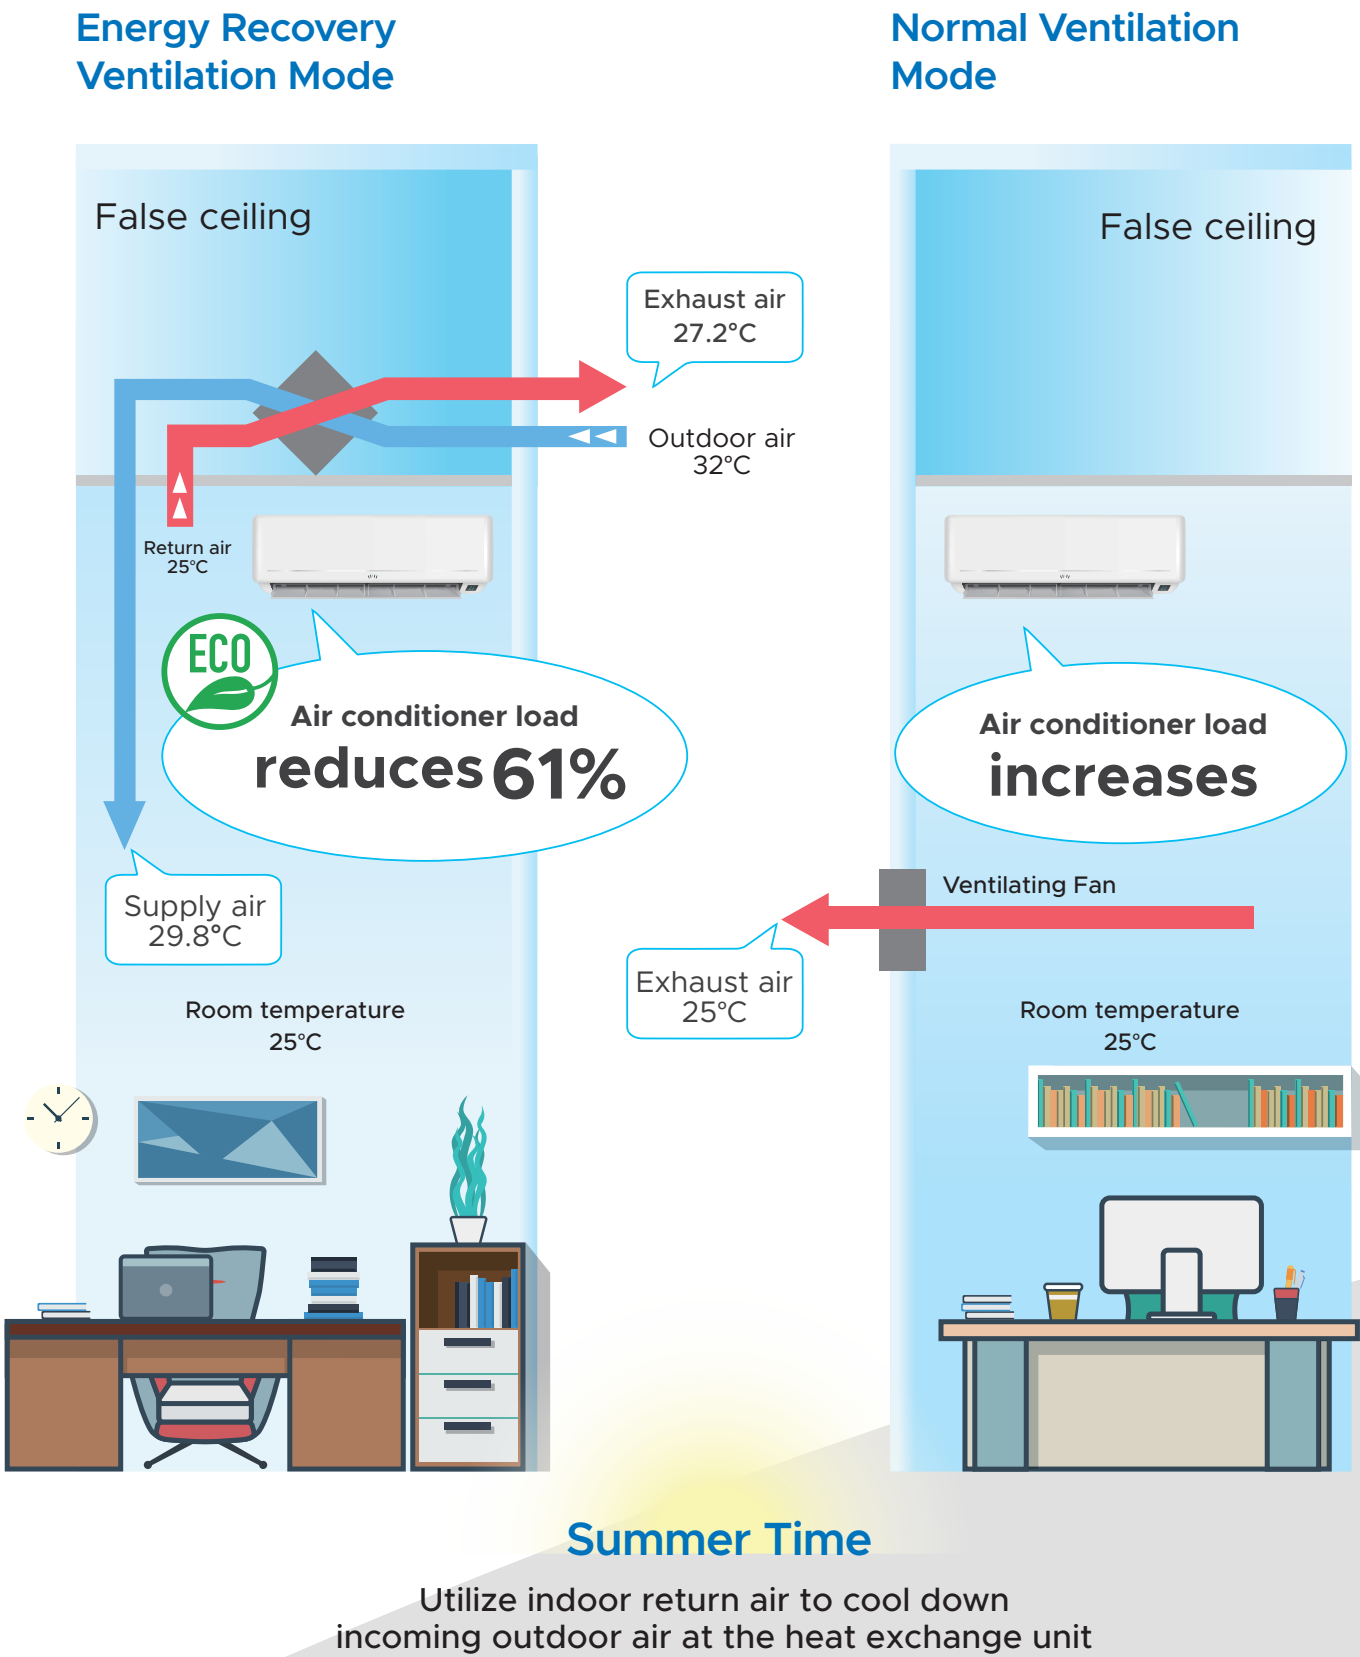 Energy Recovery
Ventilation Mode
False ceiling
Exhaust air
27.2°C
Outdoor air
32°C
Return air
25°C
ECO
Air conditioner load
reduces 61%
Supply air
29.8°C
Room temperature
25°C
Normal Ventilation
Mode
False ceiling
Air conditioner load
increases
Ventilating Fan
Exhaust air
25°C
Room temperature
25°C
Summer Time
Utilize indoor return air to cool down
incoming outdoor air at the heat exchange unit